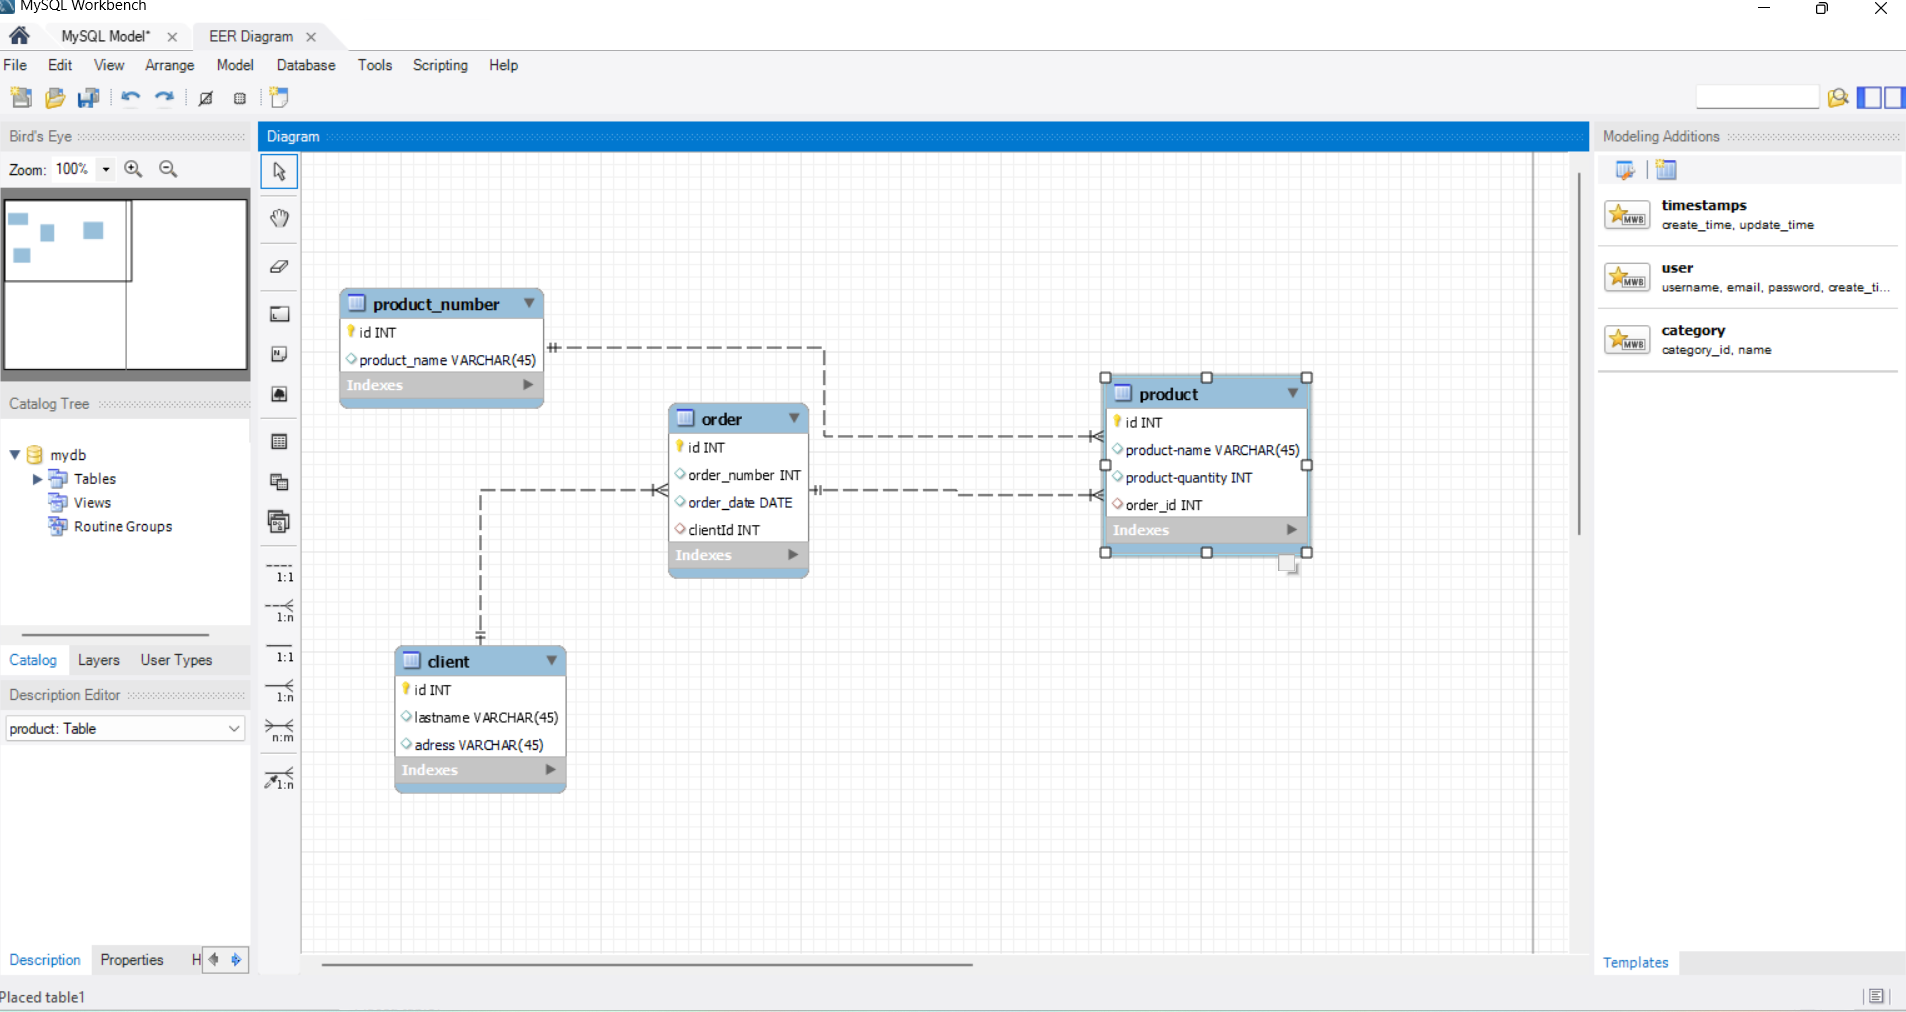 MySQL Workbench
MySQL Model* EER Diagram
File Edit View Arrange Model Database Tools Scripting Help
Bird's Eye
Zoom: 100%
Catalog Tree
mydb
Tables
Views
Routine Groups
Catalog Layers User Types
Description Editor
product: Table
Description Properties H
Placed table1
Diagram
1:1
1:n
1:1
1:n
n:m
1:n
product_number
id INT
product_name VARCHAR(45)
Indexes
order
id INT
order_number INT
order_date DATE
clientId INT
Indexes
client
id INT
lastname VARCHAR(45)
adress VARCHAR(45)
Indexes
product
id INT
product-name VARCHAR(45)
product-quantity INT
order_id INT
Indexes
Modeling Additions
MWB
timestamps
create_time, update_time
MWB
user
username, email, password, create_ti...
MWB
category
category_id, name
Templates